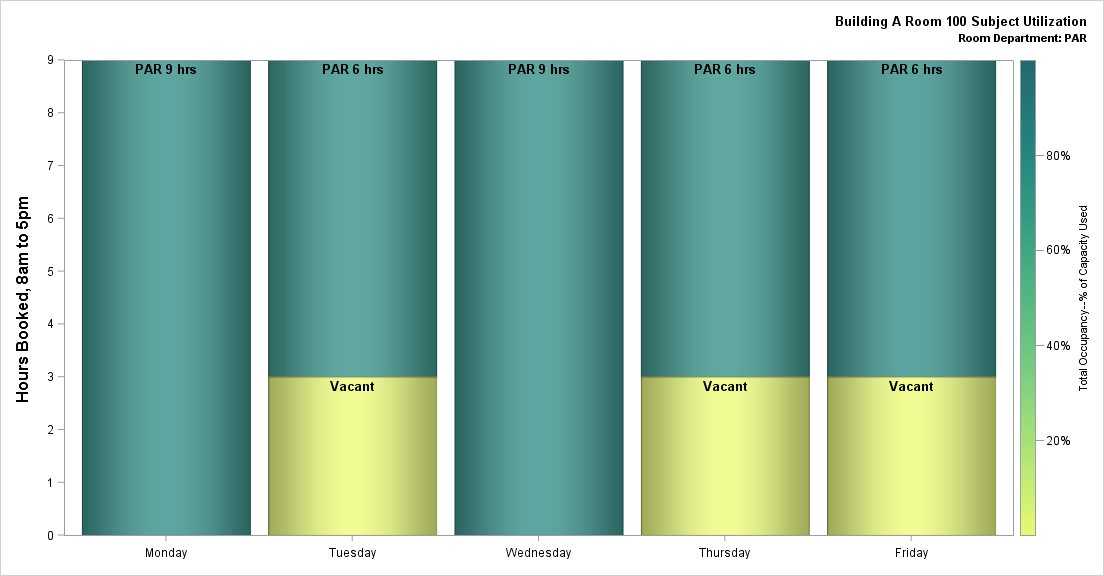 Building A Room 100 Subject Utilization
Room Department: PAR
Hours Booked, 8am to 5pm
9
8
7
6
5
4
3
2
1
0
PAR 9 hrs
PAR 6 hrs
PAR 9 hrs
PAR 6 hrs
PAR 6 hrs
Vacant
Vacant
Vacant
Monday
Tuesday
Wednesday
Thursday
Friday
80%
60%
40%
20%
Total Occupancy--% of Capacity Used